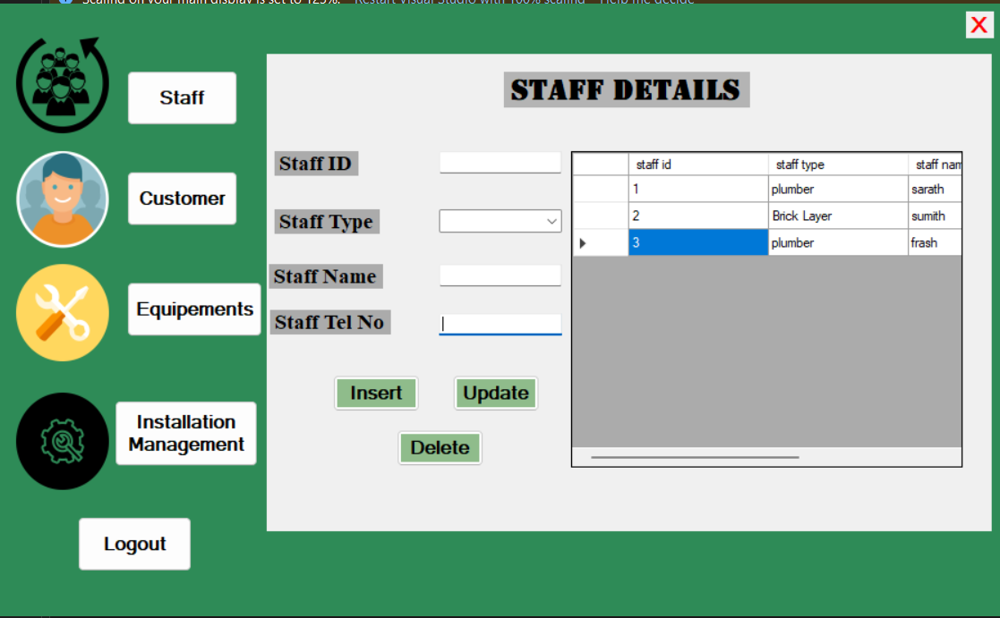 Scaling on your main display is set to 125%. Restart Visual Studio with 100% scaling Help me decide
X
Staff
Customer
Equipements
Installation
Management
Logout
STAFF DETAILS
Staff ID
Staff Type
Staff Name
Staff Tel No
Insert
Update
Delete
staff id staff type staff nam
1 plumber sarath
2 Brick Layer sumith
3 plumber frash